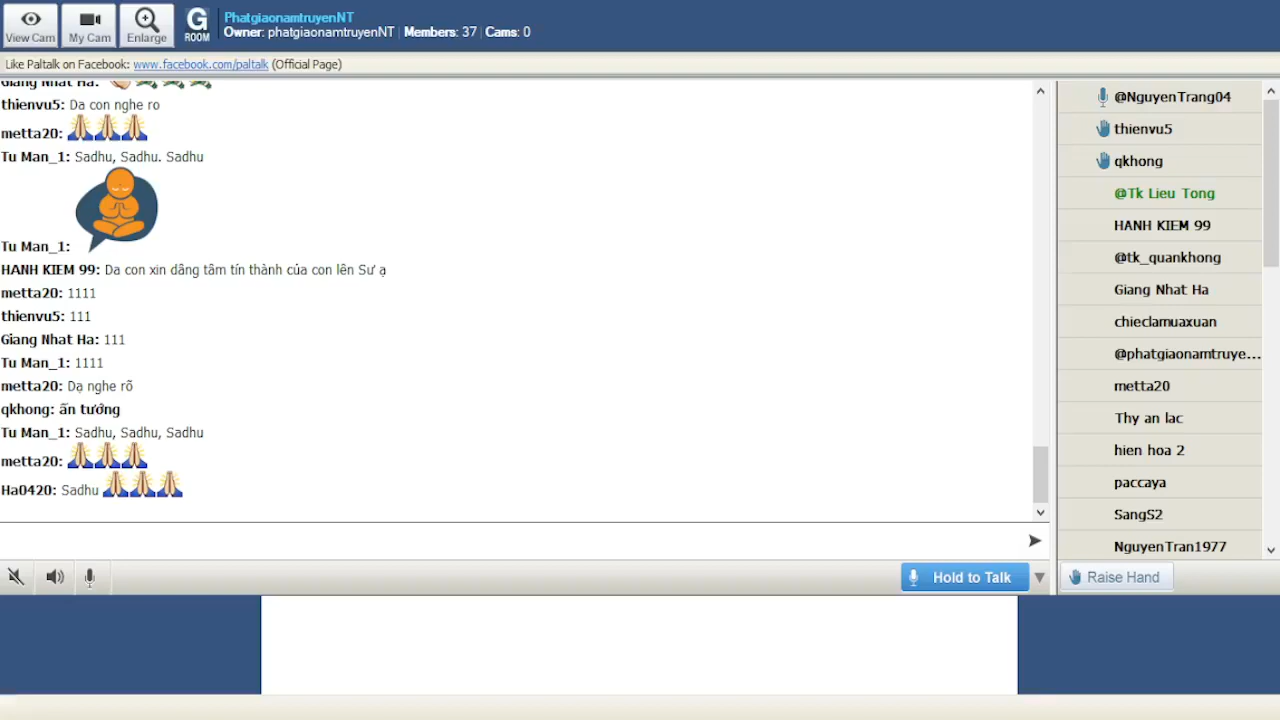 View Cam
My Cam
Enlarge
G
ROOM
PhatgiaonamtruyenNT
Owner: phatgiaonamtruyenNT | Members: 37 | Cams: 0
Like Paltalk on Facebook: www.facebook.com/paltalk (Official Page)
Giang Nhat Ha:
thienvu5: Da con nghe ro
metta20:
Tu Man_1: Sadhu, Sadhu. Sadhu
Tu Man_1:
HANH KIEM 99: Da con xin dâng tâm tín thành của con lên Sư ạ
metta20: 1111
thienvu5: 111
Giang Nhat Ha: 111
Tu Man_1: 1111
metta20: Dạ nghe rõ
qkhong: ấn tưởng
Tu Man_1: Sadhu, Sadhu, Sadhu
metta20:
Ha0420: Sadhu
Hold to Talk
@NguyenTrang04
thienvu5
qkhong
@Tk Lieu Tong
HANH KIEM 99
@tk_quankhong
Giang Nhat Ha
chieclamuaxuan
@phatgiaonamtruye...
metta20
Thy an lac
hien hoa 2
paccaya
SangS2
NguyenTran1977
Raise Hand